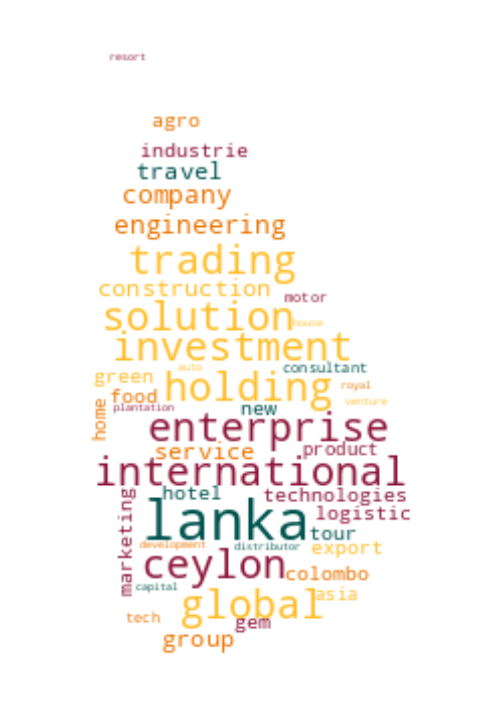 resort
agro
industrie
travel
company
engineering
trading
construction
motor
solution
house
investment
auto
consultant
green
holding
royal
home
food
plantation
new
venture
enterprise
service
product
international
marketing
hotel
technologies
lanka
logistic
tour
development
distributor
export
ceylon
colombo
capital
global
asia
tech
gem
group